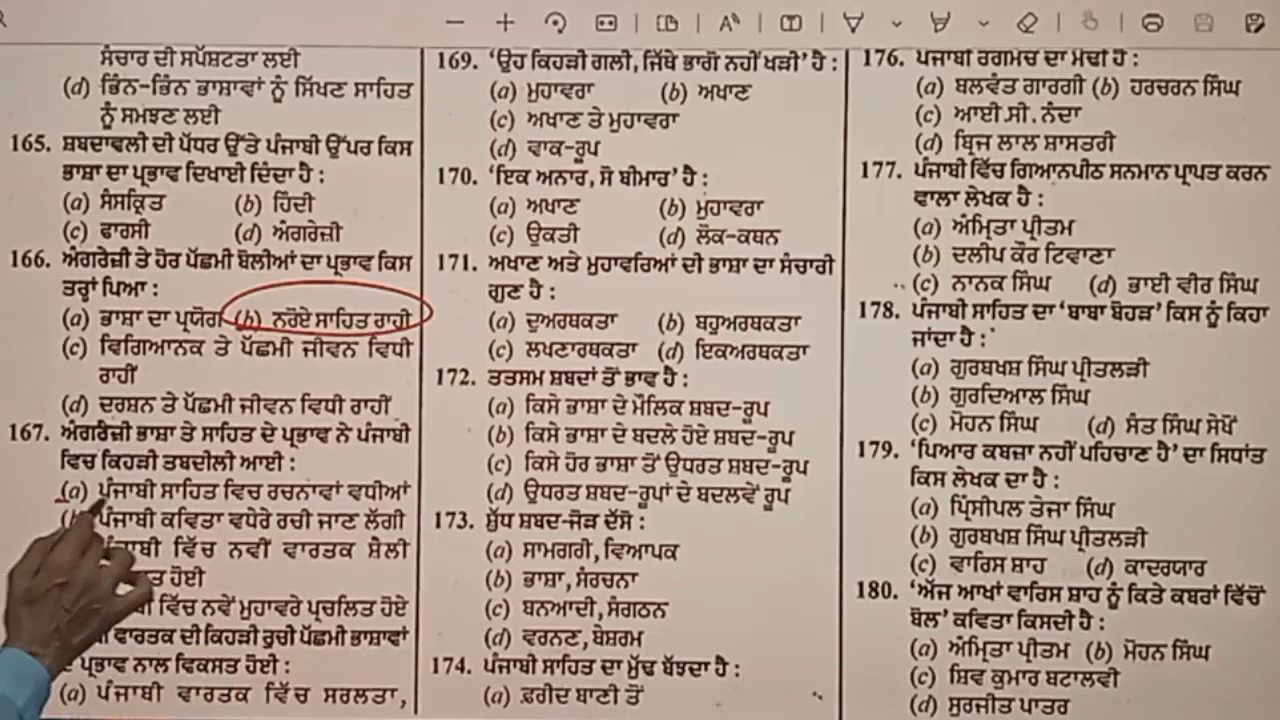 ਸੰਚਾਰ ਦੀ ਸਪੱਸ਼ਟਤਾ ਲਈ
(d) ਭਿੰਨ-ਭਿੰਨ ਭਾਸ਼ਾਵਾਂ ਨੂੰ ਸਿੱਖਣ ਸਾਹਿਤ
ਨੂੰ ਸਮਝਣ ਲਈ
165. ਸ਼ਬਦਾਵਲੀ ਦੀ ਪੱਧਰ ਉੱਤੇ ਪੰਜਾਬੀ ਉੱਪਰ ਕਿਸ
ਭਾਸ਼ਾ ਦਾ ਪ੍ਰਭਾਵ ਦਿਖਾਈ ਦਿੰਦਾ ਹੈ :
(a) ਸੰਸਕ੍ਰਿਤ (b) ਹਿੰਦੀ
(c) ਫਾਰਸੀ (d) ਅੰਗਰੇਜ਼ੀ
166. ਅੰਗਰੇਜ਼ੀ ਤੇ ਹੋਰ ਪੱਛਮੀ ਬੋਲੀਆਂ ਦਾ ਪ੍ਰਭਾਵ ਕਿਸ
ਤਰ੍ਹਾਂ ਪਿਆ :
(a) ਭਾਸ਼ਾ ਦਾ ਪ੍ਰਯੋਗ (b) ਨਰੋਏ ਸਾਹਿਤ ਰਾਹੀਂ
(c) ਵਿਗਿਆਨਕ ਤੇ ਪੱਛਮੀ ਜੀਵਨ ਵਿਧੀ
ਰਾਹੀਂ
(d) ਦਰਸ਼ਨ ਤੇ ਪੱਛਮੀ ਜੀਵਨ ਵਿਧੀ ਰਾਹੀਂ
167. ਅੰਗਰੇਜ਼ੀ ਭਾਸ਼ਾ ਤੇ ਸਾਹਿਤ ਦੇ ਪ੍ਰਭਾਵ ਨੇ ਪੰਜਾਬੀ
ਵਿਚ ਕਿਹੜੀ ਤਬਦੀਲੀ ਆਈ :
(a) ਪੰਜਾਬੀ ਸਾਹਿਤ ਵਿਚ ਰਚਨਾਵਾਂ ਵਧੀਆਂ
ਪੰਜਾਬੀ ਕਵਿਤਾ ਵਧੇਰੇ ਰਚੀ ਜਾਣ ਲੱਗੀ
ਵਿੱਚ ਨਵੀਂ ਵਾਰਤਕ ਸ਼ੈਲੀ
ਹੋਈ
ਵਿੱਚ ਨਵੇਂ ਮੁਹਾਵਰੇ ਪ੍ਰਚਲਿਤ ਹੋਏ
ਵਾਰਤਕ ਦੀ ਕਿਹੜੀ ਰੁਚੀ ਪੱਛਮੀ ਭਾਸ਼ਾਵਾਂ
ਪ੍ਰਭਾਵ ਨਾਲ ਵਿਕਸਤ ਹੋਈ :
(a) ਪੰਜਾਬੀ ਵਾਰਤਕ ਵਿੱਚ ਸਰਲਤਾ,
169. 'ਉਹ ਕਿਹੜੀ ਗਲੀ, ਜਿੱਥੇ ਭਾਗੋ ਨਹੀਂ ਖੜੀ' ਹੈ :
(a) ਮੁਹਾਵਰਾ (b) ਅਖਾਣ
(c) ਅਖਾਣ ਤੇ ਮੁਹਾਵਰਾ
(d) ਵਾਕ-ਰੂਪ
170. 'ਇਕ ਅਨਾਰ, ਸੋ ਬੀਮਾਰ' ਹੈ :
(a) ਅਖਾਣ (b) ਮੁਹਾਵਰਾ
(c) ਉਕਤੀ (d) ਲੋਕ-ਕਥਨ
171. ਅਖਾਣ ਅਤੇ ਮੁਹਾਵਰਿਆਂ ਦੀ ਭਾਸ਼ਾ ਦਾ ਸੰਚਾਰੀ
ਗੁਣ ਹੈ :
(a) ਦੁਅਰਥਕਤਾ (b) ਬਹੁਅਰਥਕਤਾ
(c) ਲਪਣਾਰਥਕਤਾ (d) ਇਕਅਰਥਕਤਾ
172. ਤਤਸਮ ਸ਼ਬਦਾਂ ਤੋਂ ਭਾਵ ਹੈ :
(a) ਕਿਸੇ ਭਾਸ਼ਾ ਦੇ ਮੌਲਿਕ ਸ਼ਬਦ-ਰੂਪ
(b) ਕਿਸੇ ਭਾਸ਼ਾ ਦੇ ਬਦਲੇ ਹੋਏ ਸ਼ਬਦ-ਰੂਪ
(c) ਕਿਸੇ ਹੋਰ ਭਾਸ਼ਾ ਤੋਂ ਉਧਰਤ ਸ਼ਬਦ-ਰੂਪ
(d) ਉਧਰਤ ਸ਼ਬਦ-ਰੂਪਾਂ ਦੇ ਬਦਲਵੇਂ ਰੂਪ
173. ਸ਼ੁੱਧ ਸ਼ਬਦ-ਜੋੜ ਦੱਸੋ :
(a) ਸਾਮਗਰੀ, ਵਿਆਪਕ
(b) ਭਾਸ਼ਾ, ਸੰਰਚਨਾ
(c) ਬਨਆਦੀ, ਸੰਗਠਨ
(d) ਵਰਨਣ, ਬੇਸ਼ਰਮ
174. ਪੰਜਾਬੀ ਸਾਹਿਤ ਦਾ ਮੁੱਢ ਬੱਝਦਾ ਹੈ :
(a) ਫ਼ਰੀਦ ਬਾਣੀ ਤੋਂ
176. ਪੰਜਾਬੀ ਰੰਗਮੰਚ ਦਾ ਮੋਢੀ ਹੈ :
(a) ਬਲਵੰਤ ਗਾਰਗੀ (b) ਹਰਚਰਨ ਸਿੰਘ
(c) ਆਈ.ਸੀ. ਨੰਦਾ
(d) ਬ੍ਰਿਜ ਲਾਲ ਸ਼ਾਸਤਰੀ
177. ਪੰਜਾਬੀ ਵਿੱਚ ਗਿਆਨਪੀਠ ਸਨਮਾਨ ਪ੍ਰਾਪਤ ਕਰਨ
ਵਾਲਾ ਲੇਖਕ ਹੈ :
(a) ਅੰਮ੍ਰਿਤਾ ਪ੍ਰੀਤਮ
(b) ਦਲੀਪ ਕੌਰ ਟਿਵਾਣਾ
(c) ਨਾਨਕ ਸਿੰਘ (d) ਭਾਈ ਵੀਰ ਸਿੰਘ
178. ਪੰਜਾਬੀ ਸਾਹਿਤ ਦਾ 'ਬਾਬਾ ਬੋਹੜ' ਕਿਸ ਨੂੰ ਕਿਹਾ
ਜਾਂਦਾ ਹੈ :
(a) ਗੁਰਬਖਸ਼ ਸਿੰਘ ਪ੍ਰੀਤਲੜੀ
(b) ਗੁਰਦਿਆਲ ਸਿੰਘ
(c) ਮੋਹਨ ਸਿੰਘ (d) ਸੰਤ ਸਿੰਘ ਸੇਖੋਂ
179. 'ਪਿਆਰ ਕਬਜ਼ਾ ਨਹੀਂ ਪਹਿਚਾਣ ਹੈ' ਦਾ ਸਿਧਾਂਤ
ਕਿਸ ਲੇਖਕ ਦਾ ਹੈ :
(a) ਪ੍ਰਿੰਸੀਪਲ ਤੇਜਾ ਸਿੰਘ
(b) ਗੁਰਬਖਸ਼ ਸਿੰਘ ਪ੍ਰੀਤਲੜੀ
(c) ਵਾਰਿਸ ਸ਼ਾਹ (d) ਕਾਦਰਯਾਰ
180. 'ਅੱਜ ਆਖਾਂ ਵਾਰਿਸ ਸ਼ਾਹ ਨੂੰ ਕਿਤੇ ਕਬਰਾਂ ਵਿੱਚੋਂ
ਬੋਲ' ਕਵਿਤਾ ਕਿਸਦੀ ਹੈ :
(a) ਅੰਮ੍ਰਿਤਾ ਪ੍ਰੀਤਮ (b) ਮੋਹਨ ਸਿੰਘ
(c) ਸ਼ਿਵ ਕੁਮਾਰ ਬਟਾਲਵੀ
(d) ਸੁਰਜੀਤ ਪਾਤਰ